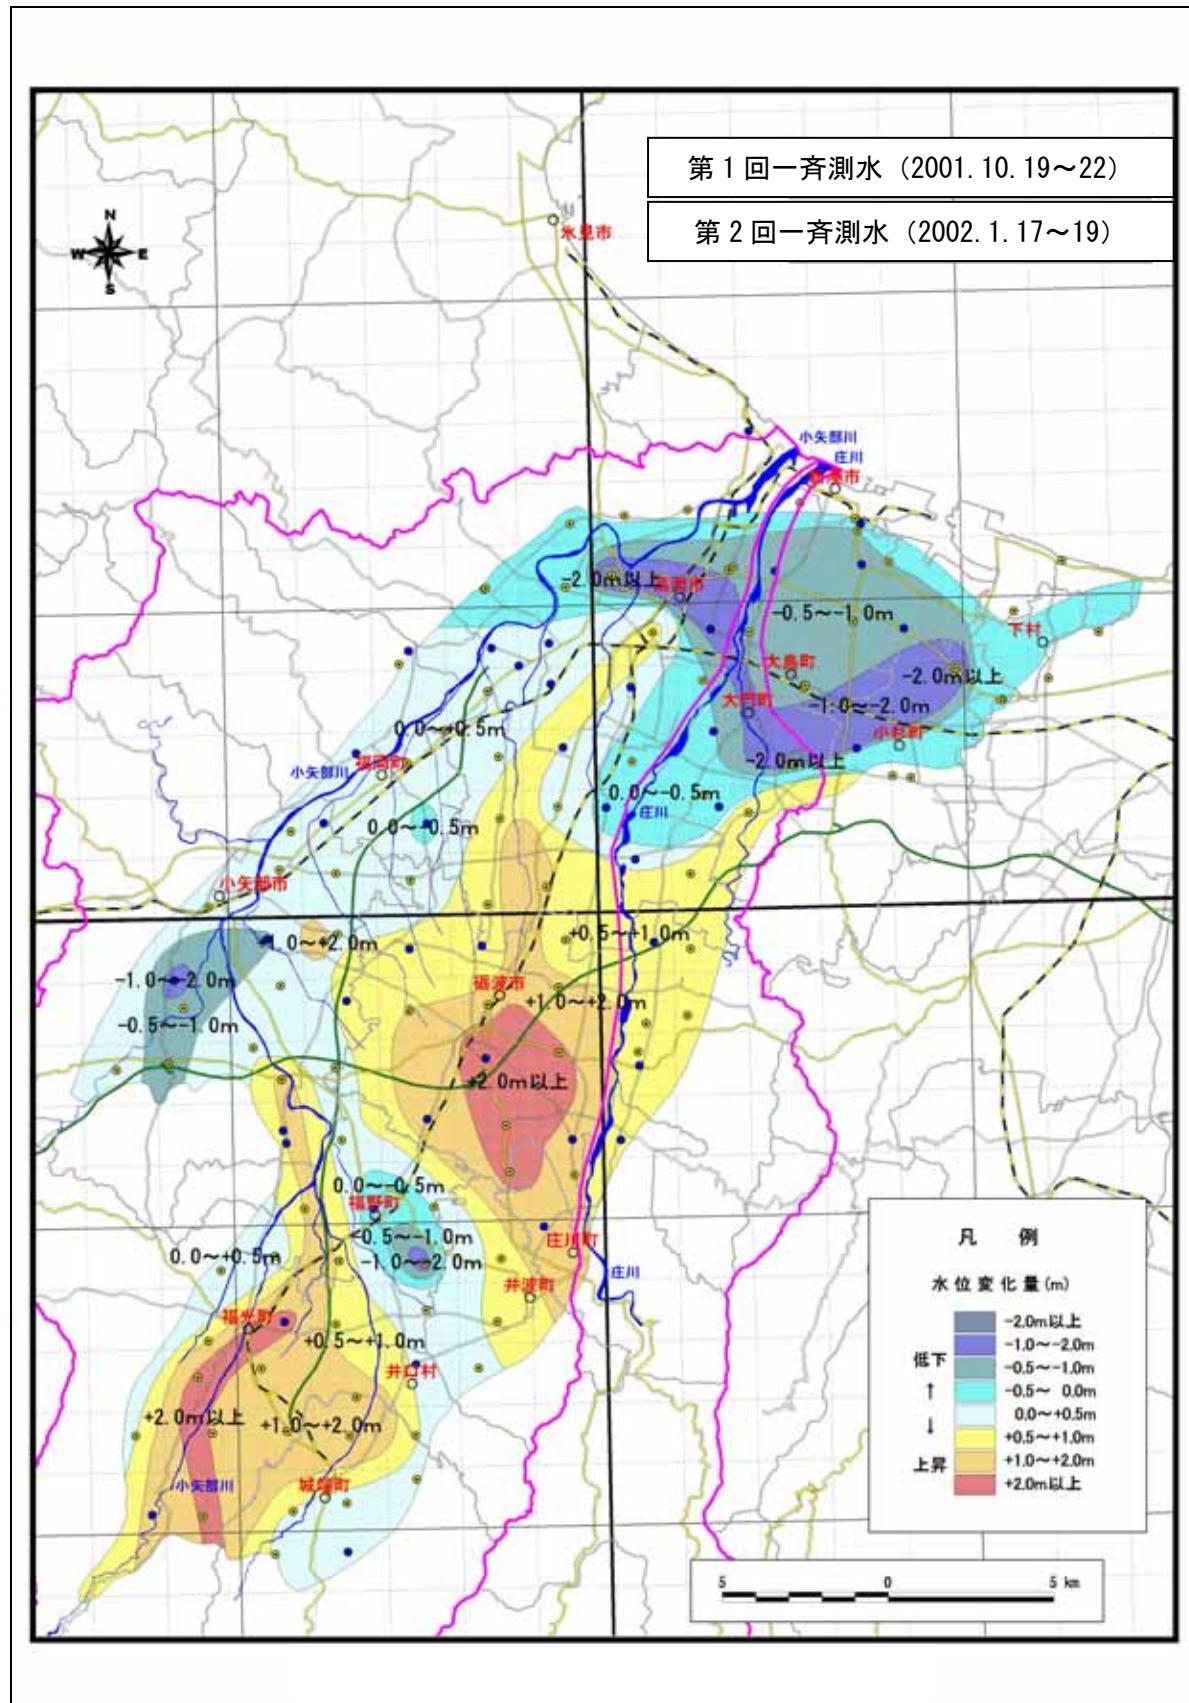 第1回一斉測水（2001.10.19～22）
第2回一斉測水（2002.1.17～19）
N
W E
S
氷見市
小矢部川
庄川
-2.0m以上
高岡市
-0.5～-1.0m
下村
大島町
-2.0m以上
大門町
-1.0～-2.0m
小杉町
0.0～+0.5m
-2.0m以上
小矢部川
福岡町
0.0～-0.5m
庄川
0.0～-0.5m
小矢部市
+0.5～+1.0m
1.0～+2.0m
-1.0～-2.0m
砺波市
+1.0～+2.0m
-0.5～-1.0m
+2.0m以上
0.0～-0.5m
福野町
-0.5～-1.0m
庄川町
0.0～+0.5m
-1.0～-2.0m
庄川
井波町
福光町
+0.5～+1.0m
井口村
+2.0m以上
+1.0～+2.0m
小矢部川
城端町
凡 例
水位変化量(m)
-2.0m以上
-1.0～-2.0m
低下
-0.5～-1.0m
↑
-0.5～ 0.0m
0.0～+0.5m
↓
+0.5～+1.0m
上昇
+1.0～+2.0m
+2.0m以上
5 0 5 km